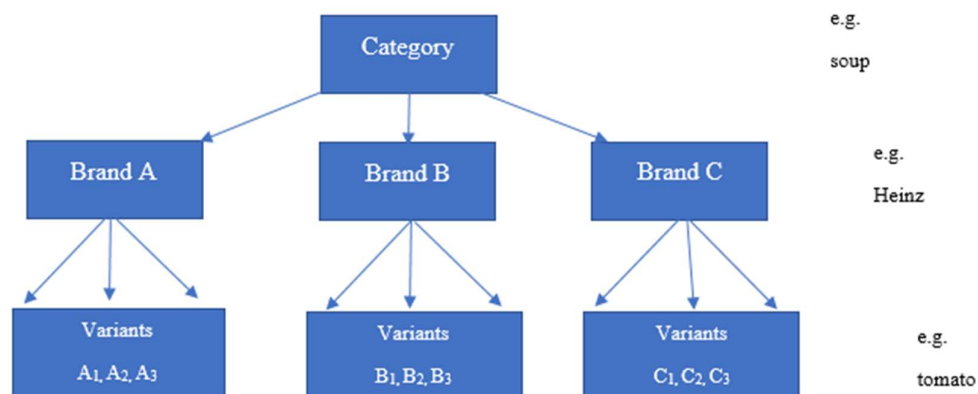 e.g.
Category
soup
Brand A
Brand B
Brand C
e.g.
Heinz
Variants
A1, A2, A3
Variants
B1, B2, B3
Variants
C1, C2, C3
e.g.
tomato